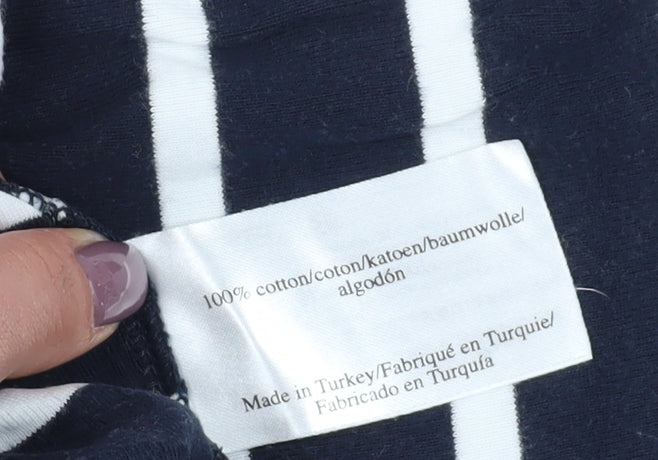 100% cotton/coton/katoen/baumwolle/
algodón
Made in Turkey/Fabriqué en Turquie/
Fabricado en Turquía